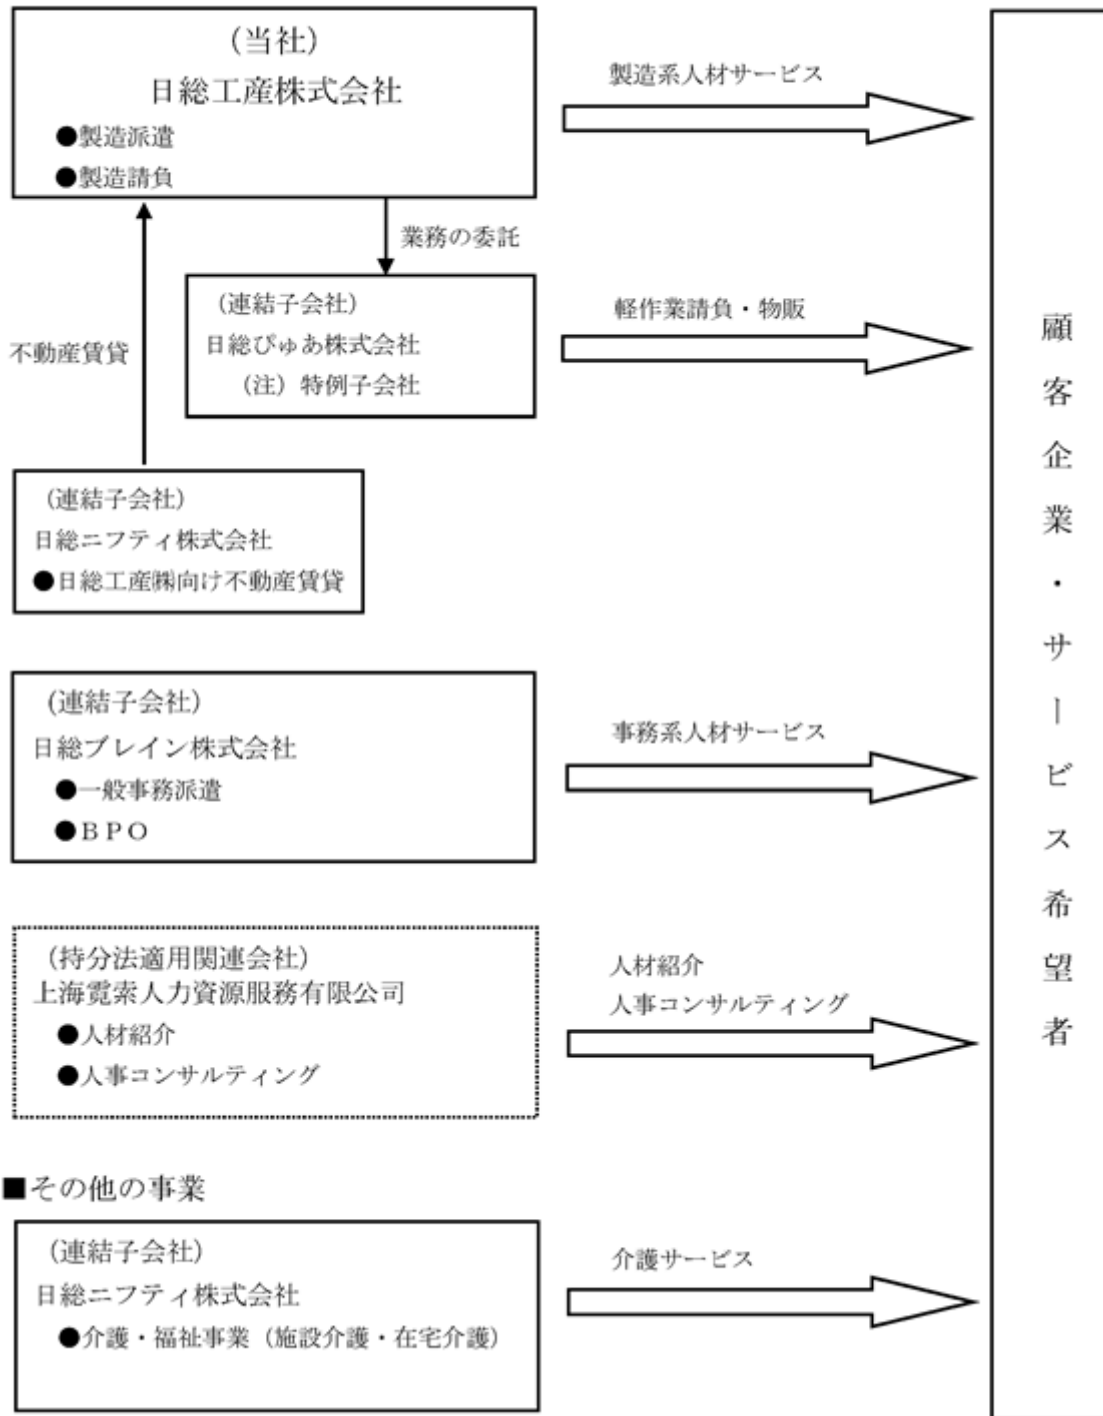 (当社)
日総工産株式会社
●製造派遣
●製造請負
製造系人材サービス
業務の委託
不動産賃貸
(連結子会社)
日総ぴゅあ株式会社
(注)特例子会社
軽作業請負・物販
(連結子会社)
日総ニフティ株式会社
●日総工産㈱向け不動産賃貸
(連結子会社)
日総ブレイン株式会社
●一般事務派遣
●BPO
事務系人材サービス
(持分法適用関連会社)
上海霓索人力資源服務有限公司
●人材紹介
●人事コンサルティング
人材紹介
人事コンサルティング
■その他の事業
(連結子会社)
日総ニフティ株式会社
●介護・福祉事業(施設介護・在宅介護)
介護サービス
顧客企業・サービス希望者